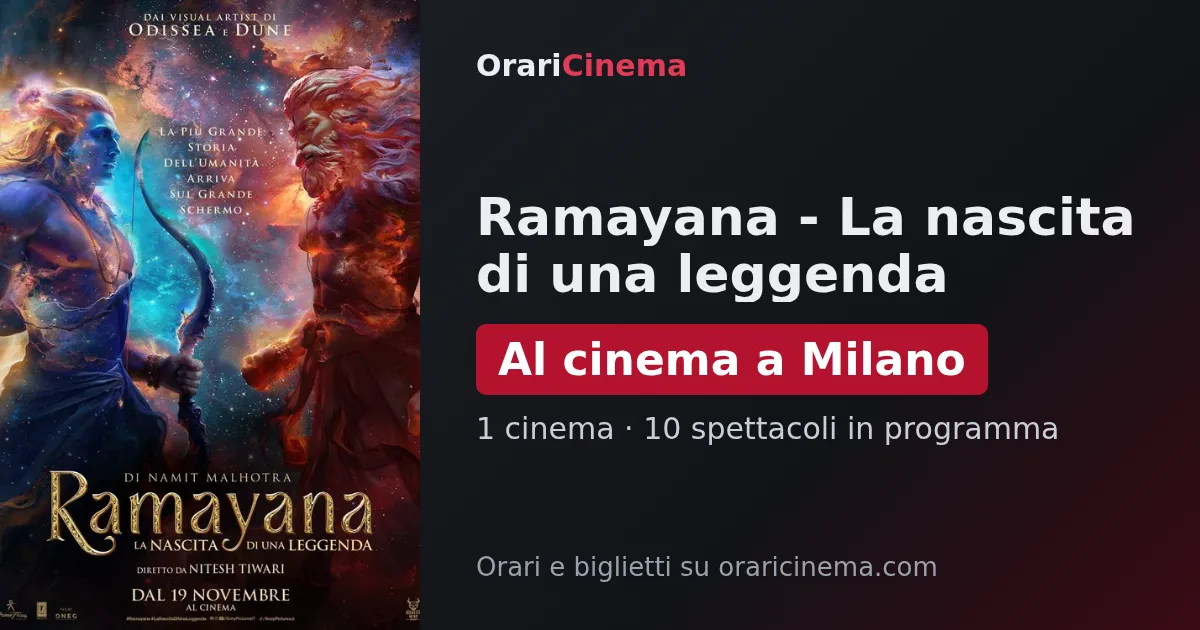 DAI VISUAL ARTIST DI
ODISSEA E DUNE
LA PIÙ GRANDE
STORIA
DELL'UMANITÀ
ARRIVA
SUL GRANDE
SCHERMO
DI NAMIT MALHOTRA
Ramayana
LA NASCITA DI UNA LEGGENDA
DIRETTO DA NITESH TIWARI
DAL 19 NOVEMBRE
AL CINEMA
OrariCinema
Ramayana - La nascita
di una leggenda
Al cinema a Milano
1 cinema · 10 spettacoli in programma
Orari e biglietti su oraricinema.com